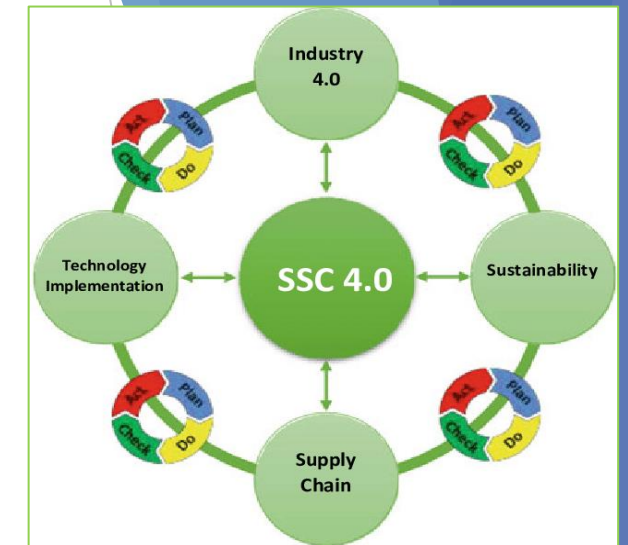 Industry
4.0
Act
Plan
Check
Do
Act
Plan
Check
Do
Technology
Implementation
SSC 4.0
Sustainability
Act
Plan
Check
Do
Act
Plan
Check
Do
Supply
Chain